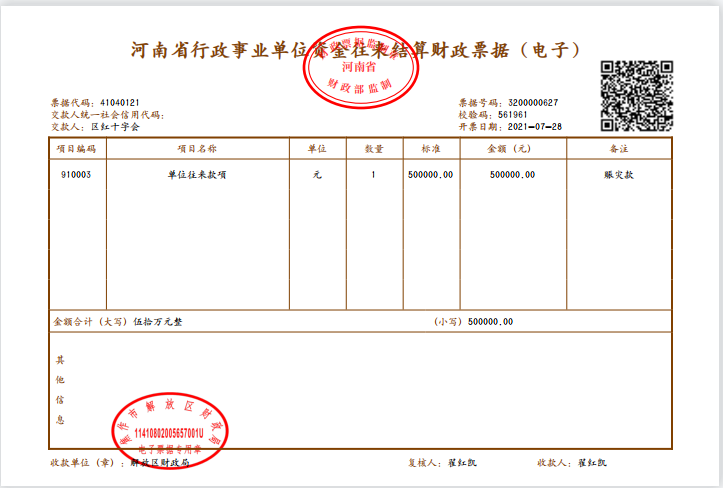 河南省行政事业单位资金往来结算财政票据（电子）
财政票据监制
河南省
财政部监制
票据代码：41040121
票据号码：3200000627
交款人统一社会信用代码：
校验码：561961
交款人：区红十字会
开票日期：2021-07-28
项目编码 项目名称 单位 数量 标准 金额（元） 备注
910003 单位往来款项 元 1 500000.00 500000.00 赈灾款
金额合计（大写）伍拾万元整 （小写）500000.00
其他信息
焦作市解放区财政局
11410802005657001U
电子票据专用章
收款单位（章）：解放区财政局 复核人：翟红凯 收款人：翟红凯